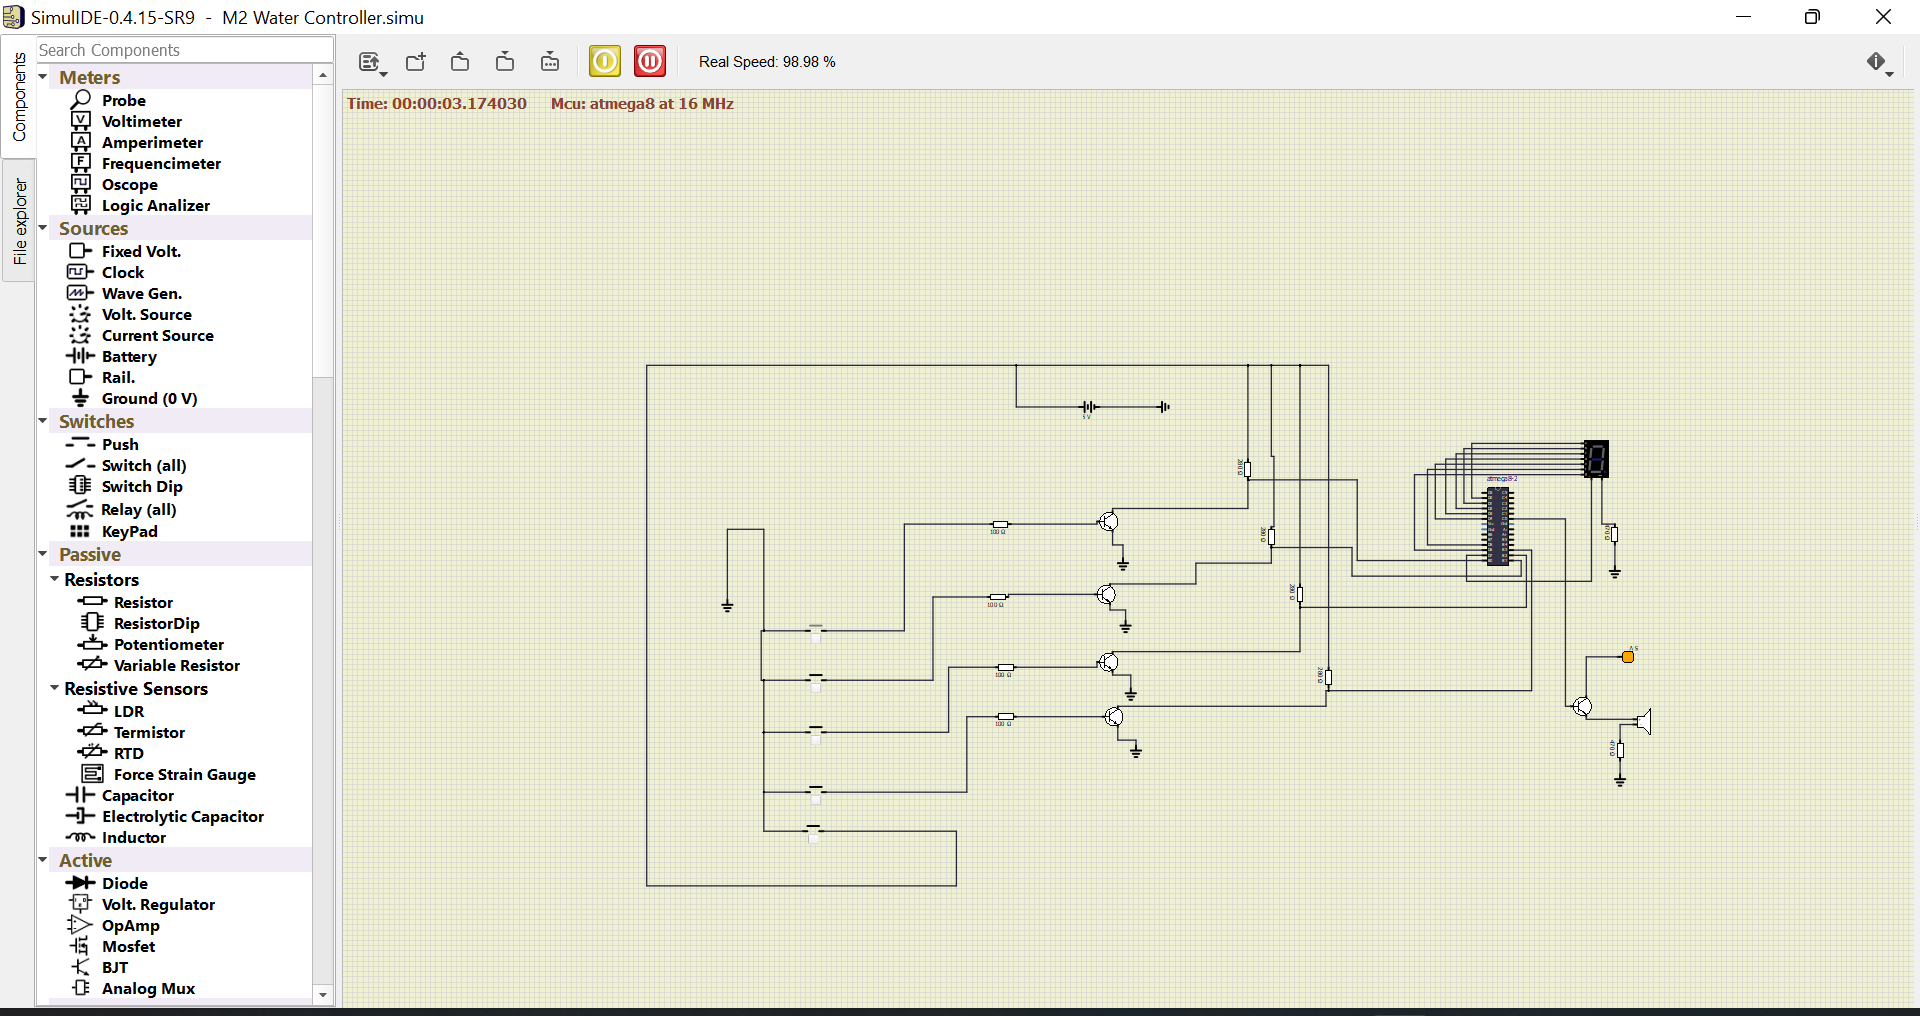 SimulIDE-0.4.15-SR9 - M2 Water Controller.simu
Components
File explorer
Search Components
Meters
Probe
Voltimeter
Amperimeter
Frequencimeter
Oscope
Logic Analizer
Sources
Fixed Volt.
Clock
Wave Gen.
Volt. Source
Current Source
Battery
Rail.
Ground (0 V)
Switches
Push
Switch (all)
Switch Dip
Relay (all)
KeyPad
Passive
Resistors
Resistor
ResistorDip
Potentiometer
Variable Resistor
Resistive Sensors
LDR
Termistor
RTD
Force Strain Gauge
Capacitor
Electrolytic Capacitor
Inductor
Active
Diode
Volt. Regulator
OpAmp
Mosfet
BJT
Analog Mux
Real Speed: 98.98 %
Time: 00:00:03.174030 Mcu: atmega8 at 16 MHz
5 V
atmega8-2
100 Ω
100 Ω
100 Ω
100 Ω
5 V